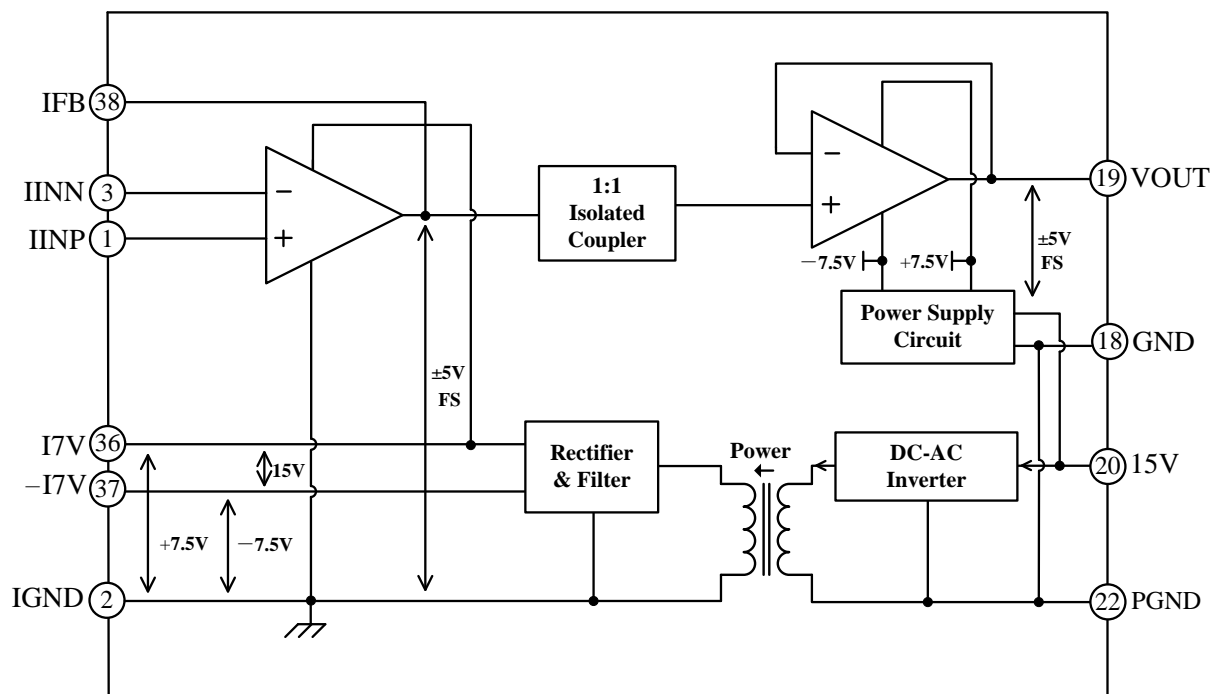 IFB 38
IINN 3
IINP 1
−
+
1:1
Isolated
Coupler
−
+
−7.5V
+7.5V
19 VOUT
±5V
FS
Power Supply
Circuit
18 GND
±5V
FS
I7V 36
15V
−I7V 37
+7.5V
−7.5V
IGND 2
Rectifier
& Filter
Power
DC-AC
Inverter
20 15V
22 PGND